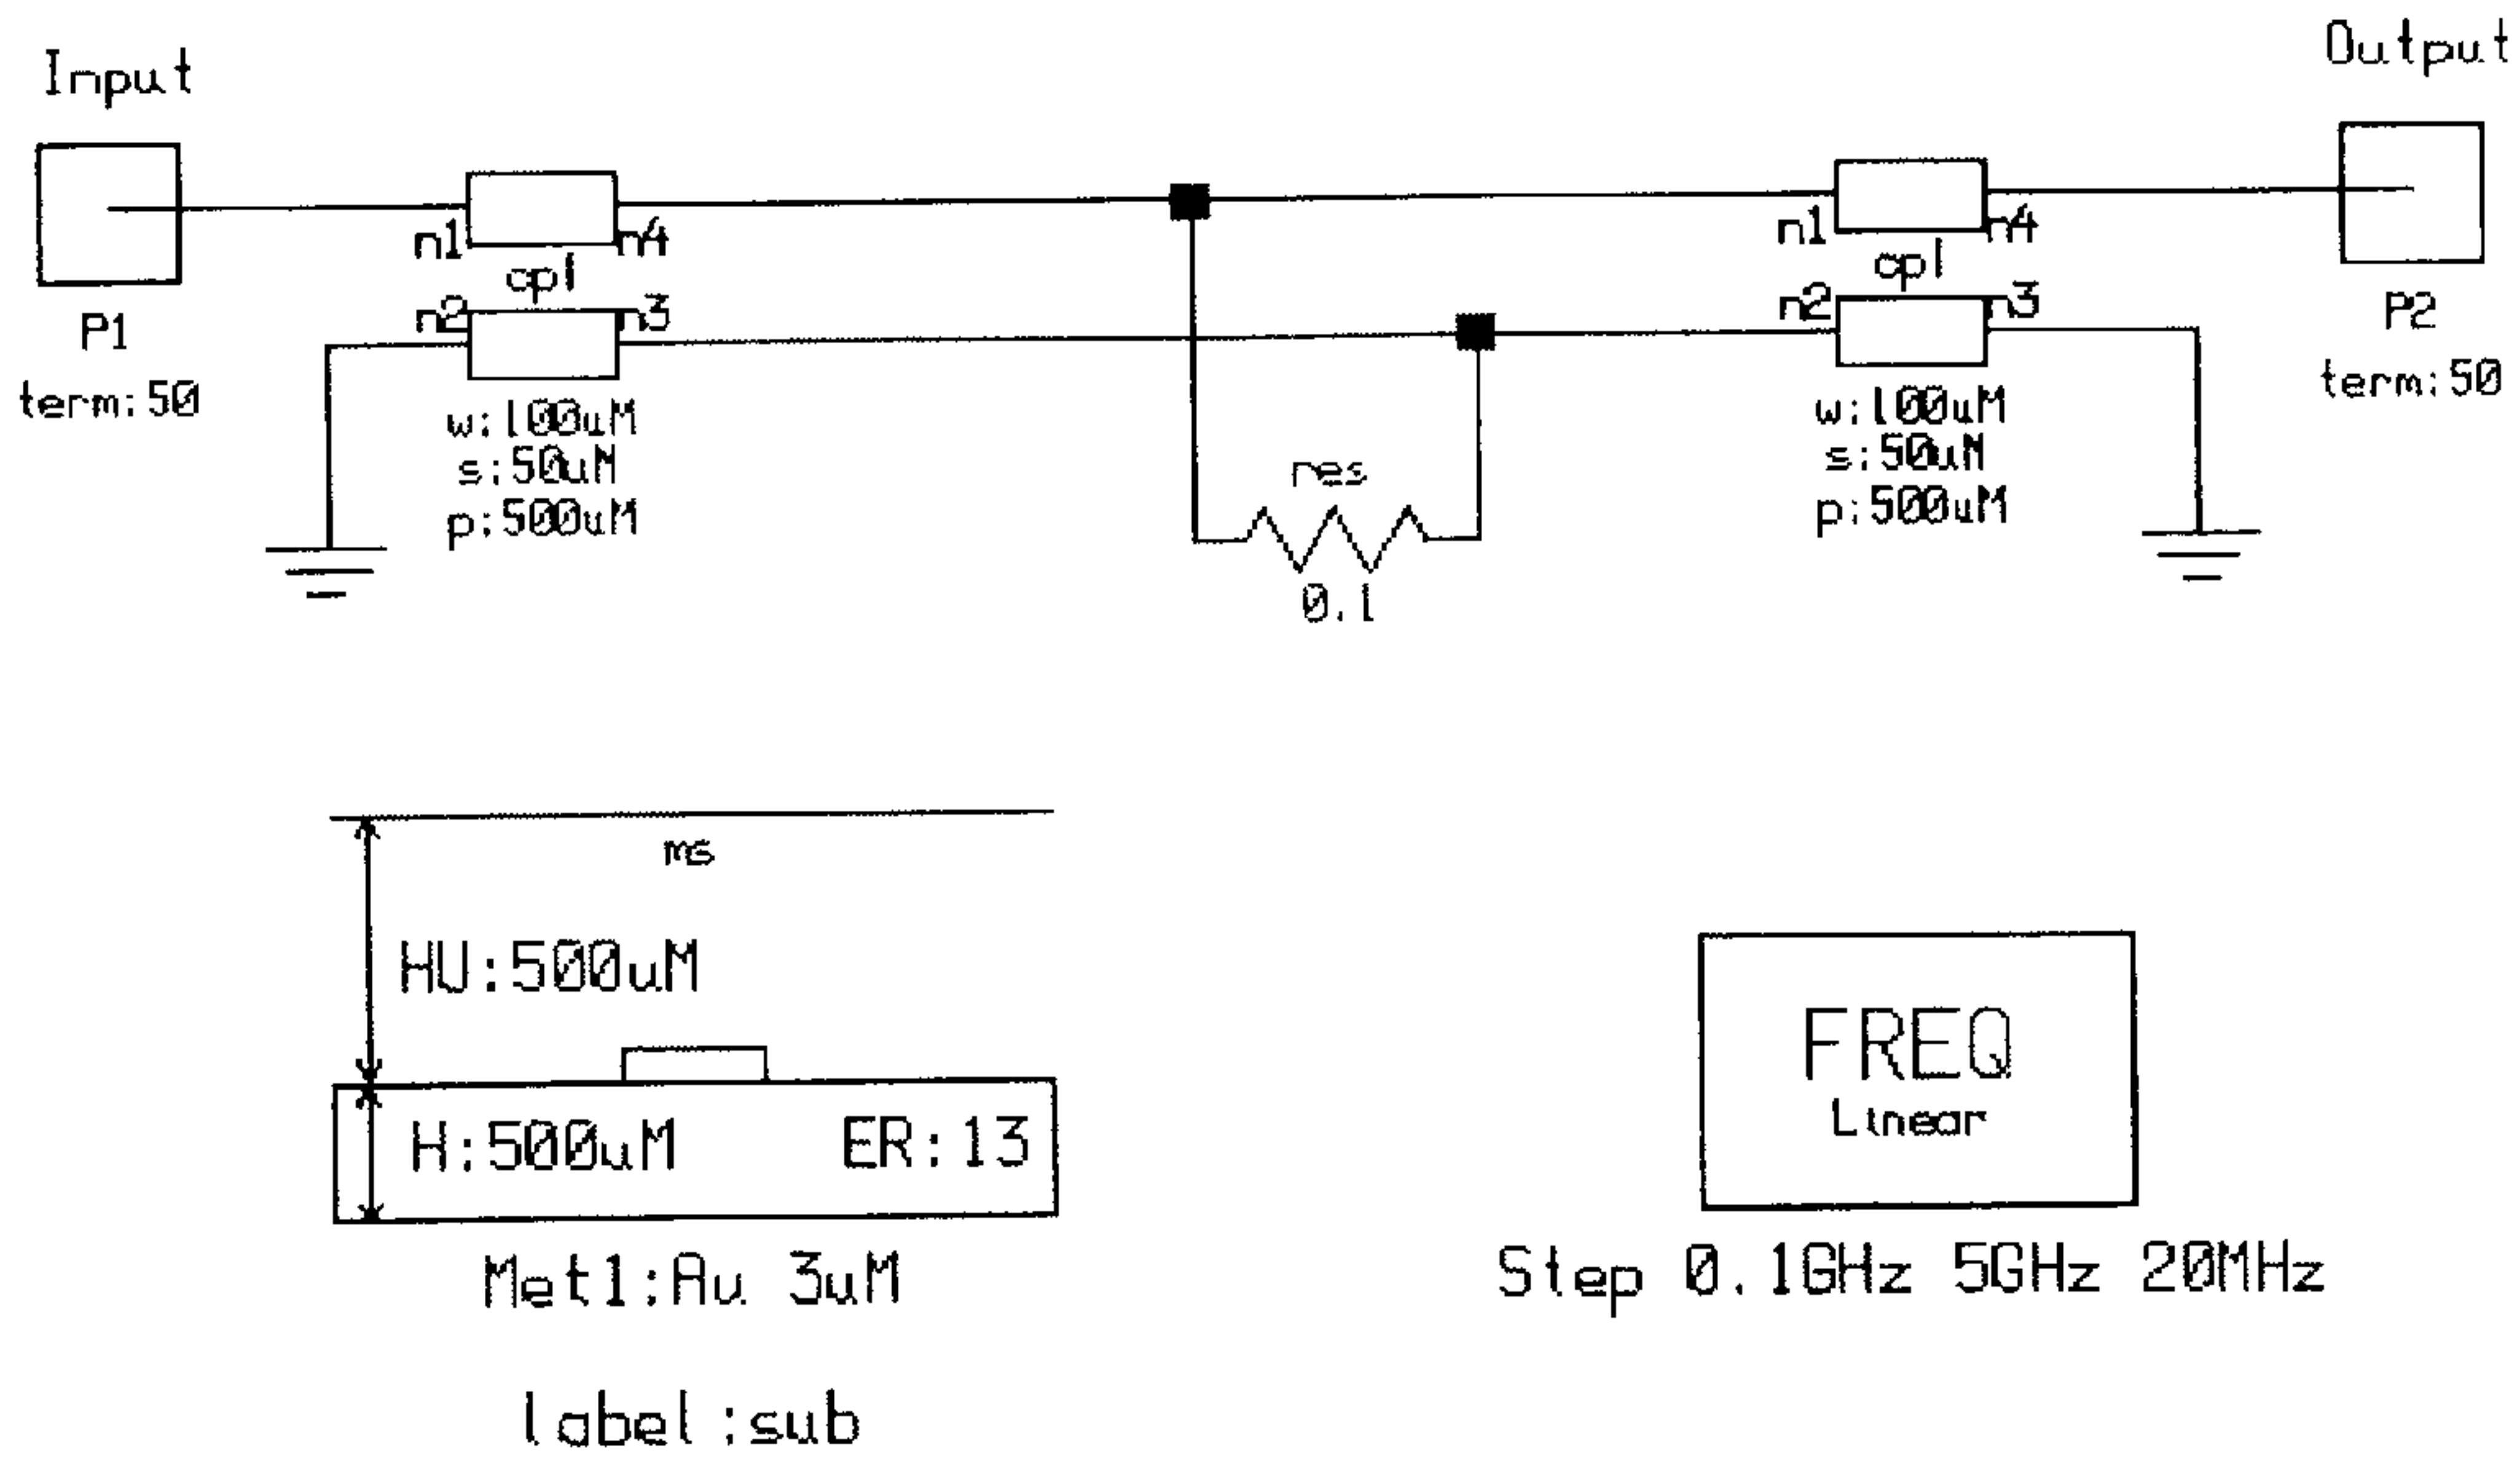 Input
Output
n1
n4
cpl
n2
n3
n1
n4
cpl
n2
n3
P1
term:50
P2
term:50
w:100uM
s:50uM
p:500uM
res
0.1
w:100uM
s:50uM
p:500uM
ms
HU:500uM
H:500uM ER:13
Met1:Au 3uM
label:sub
FREQ
Linear
Step 0.1GHz 5GHz 20MHz